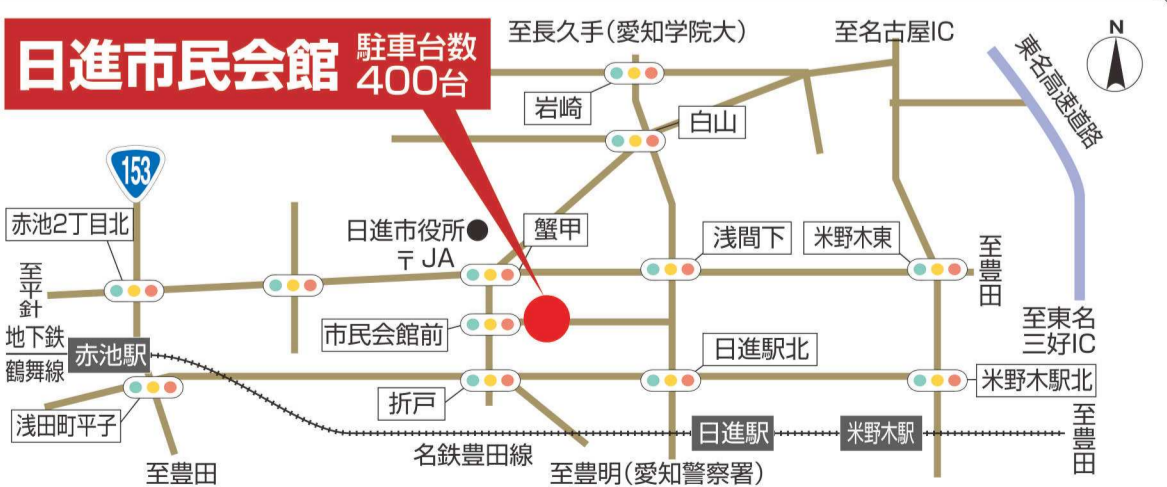 日進市民会館
駐車台数
400台
至長久手(愛知学院大)
至名古屋IC
N
東名高速道路
岩崎
白山
153
赤池2丁目北
日進市役所
〒JA
蟹甲
浅間下
米野木東
至豊田
至平針
市民会館前
至東名
三好IC
地下鉄
鶴舞線
赤池駅
日進駅北
米野木駅北
折戸
浅田町平子
日進駅
米野木駅
至豊田
名鉄豊田線
至豊田
至豊明(愛知警察署)